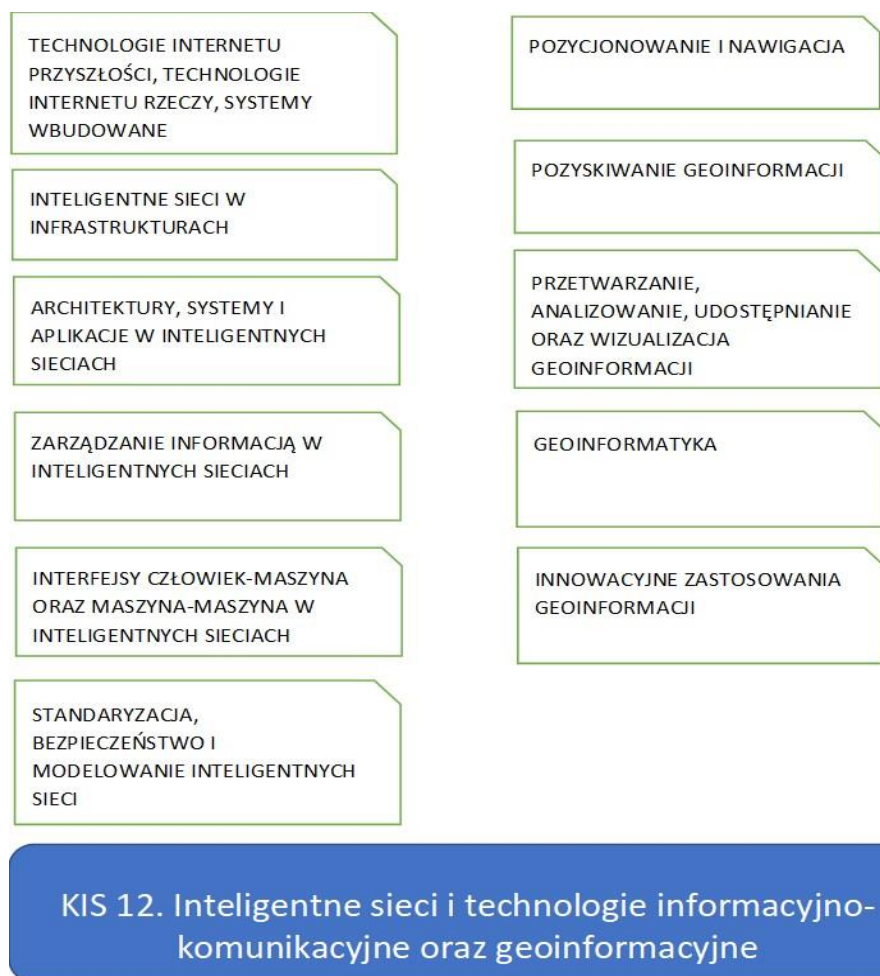 TECHNOLOGIE INTERNETU
PRZYSZŁOŚCI, TECHNOLOGIE
INTERNETU RZECZY, SYSTEMY
WBUDOWANE
INTELIGENTNE SIECI W
INFRASTRUKTURACH
ARCHITEKTURY, SYSTEMY I
APLIKACJE W INTELIGENTNYCH
SIECIACH
ZARZĄDZANIE INFORMACJĄ W
INTELIGENTNYCH SIECIACH
INTERFEJSY CZŁOWIEK-MASZYNA
ORAZ MASZYNA-MASZYNA W
INTELIGENTNYCH SIECIACH
STANDARYZACJA,
BEZPIECZEŃSTWO I
MODELOWANIE INTELIGENTNYCH
SIECI
POZYCJONOWANIE I NAWIGACJA
POZYSKIWANIE GEOINFORMACJI
PRZETWARZANIE,
ANALIZOWANIE, UDOSTĘPNIANIE
ORAZ WIZUALIZACJA
GEOINFORMACJI
GEOINFORMATYKA
INNOWACYJNE ZASTOSOWANIA
GEOINFORMACJI
KIS 12. Inteligentne sieci i technologie informacyjno-
komunikacyjne oraz geoinformacyjne